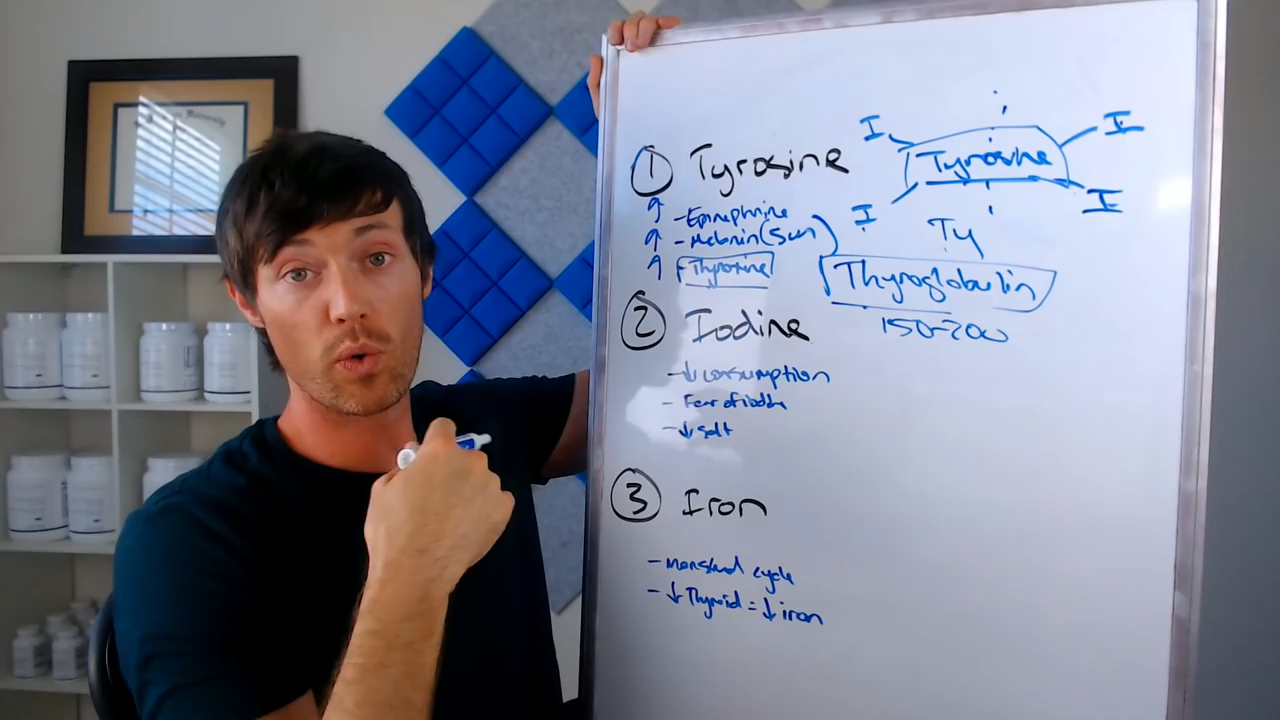 ① Tyrosine
↑ - Epinephrine
↑ - Melanin (Sun)
↑ - Thyroxine
I I
Tyrosine
I I
Ty
Thyroglobulin
150-200
② Iodine
- ↓ consumption
- Fear of iodine
- ↓ salt
③ Iron
- Menstrual cycle
- ↓ Thyroid = ↓ iron